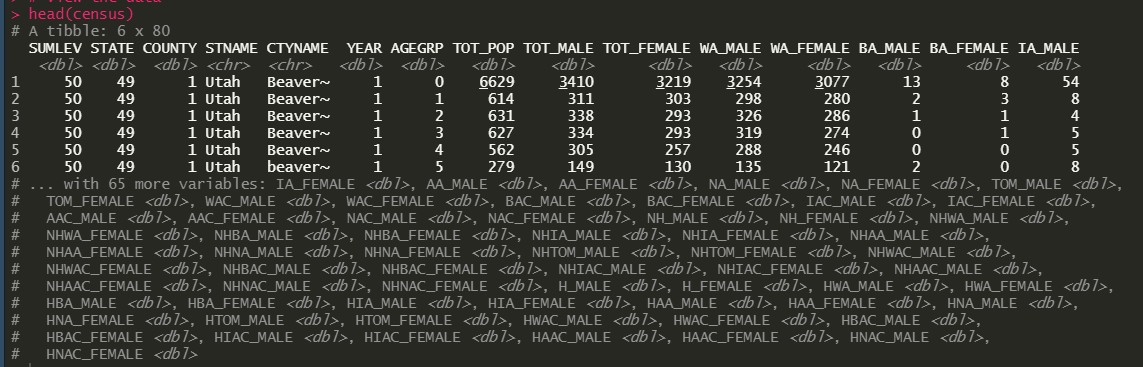 > # View the data
> head(census)
# A tibble: 6 x 80
SUMLEV STATE COUNTY STNAME CTYNAME YEAR AGEGRP TOT_POP TOT_MALE TOT_FEMALE WA_MALE WA_FEMALE BA_MALE BA_FEMALE IA_MALE
<dbl> <dbl> <dbl> <chr> <chr> <dbl> <dbl> <dbl> <dbl> <dbl> <dbl> <dbl> <dbl> <dbl> <dbl>
1 50 49 1 Utah Beaver~ 1 0 6629 3410 3219 3254 3077 13 8 54
2 50 49 1 Utah Beaver~ 1 1 614 311 303 298 280 2 3 8
3 50 49 1 Utah Beaver~ 1 2 631 338 293 326 286 1 1 4
4 50 49 1 Utah Beaver~ 1 3 627 334 293 319 274 0 1 5
5 50 49 1 Utah Beaver~ 1 4 562 305 257 288 246 0 0 5
6 50 49 1 Utah beaver~ 1 5 279 149 130 135 121 2 0 8
# ... with 65 more variables: IA_FEMALE <dbl>, AA_MALE <dbl>, AA_FEMALE <dbl>, NA_MALE <dbl>, NA_FEMALE <dbl>, TOM_MALE <dbl>,
# TOM_FEMALE <dbl>, WAC_MALE <dbl>, WAC_FEMALE <dbl>, BAC_MALE <dbl>, BAC_FEMALE <dbl>, IAC_MALE <dbl>, IAC_FEMALE <dbl>,
# AAC_MALE <dbl>, AAC_FEMALE <dbl>, NAC_MALE <dbl>, NAC_FEMALE <dbl>, NH_MALE <dbl>, NH_FEMALE <dbl>, NHWA_MALE <dbl>,
# NHWA_FEMALE <dbl>, NHBA_MALE <dbl>, NHBA_FEMALE <dbl>, NHIA_MALE <dbl>, NHIA_FEMALE <dbl>, NHAA_MALE <dbl>,
# NHAA_FEMALE <dbl>, NHNA_MALE <dbl>, NHNA_FEMALE <dbl>, NHTOM_MALE <dbl>, NHTOM_FEMALE <dbl>, NHWAC_MALE <dbl>,
# NHWAC_FEMALE <dbl>, NHBAC_MALE <dbl>, NHBAC_FEMALE <dbl>, NHIAC_MALE <dbl>, NHIAC_FEMALE <dbl>, NHAAC_MALE <dbl>,
# NHAAC_FEMALE <dbl>, NHNAC_MALE <dbl>, NHNAC_FEMALE <dbl>, H_MALE <dbl>, H_FEMALE <dbl>, HWA_MALE <dbl>, HWA_FEMALE <dbl>,
# HBA_MALE <dbl>, HBA_FEMALE <dbl>, HIA_MALE <dbl>, HIA_FEMALE <dbl>, HAA_MALE <dbl>, HAA_FEMALE <dbl>, HNA_MALE <dbl>,
# HNA_FEMALE <dbl>, HTOM_MALE <dbl>, HTOM_FEMALE <dbl>, HWAC_MALE <dbl>, HWAC_FEMALE <dbl>, HBAC_MALE <dbl>,
# HBAC_FEMALE <dbl>, HIAC_MALE <dbl>, HIAC_FEMALE <dbl>, HAAC_MALE <dbl>, HAAC_FEMALE <dbl>, HNAC_MALE <dbl>,
# HNAC_FEMALE <dbl>